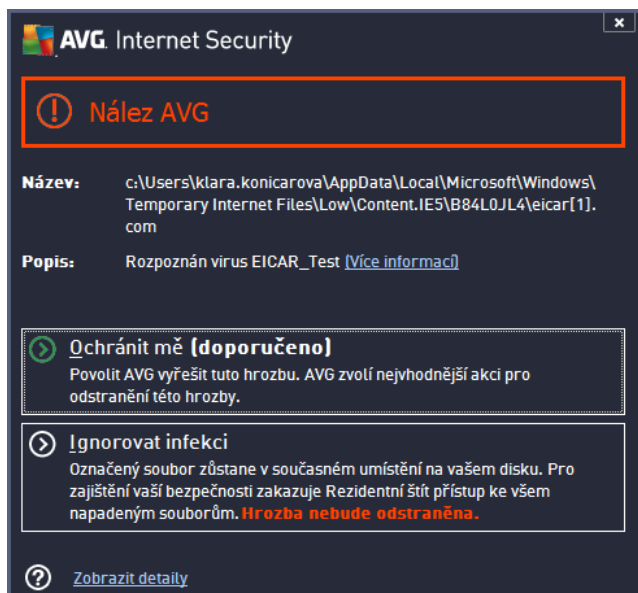 AVG. Internet Security
x
Nález AVG
Název: c:\Users\klara.konicarova\AppData\Local\Microsoft\Windows\
Temporary Internet Files\Low\Content.IE5\B84L0JL4\eicar[1].
com
Popis: Rozpoznán virus EICAR_Test (Více informací)
Ochránit mě (doporučeno)
Povolit AVG vyřešit tuto hrozbu. AVG zvolí nejvhodnější akci pro
odstranění této hrozby.
Ignorovat infekci
Označený soubor zůstane v současném umístění na vašem disku. Pro
zajištění vaší bezpečnosti zakazuje Rezidentní štít přístup ke všem
napadeným souborům. Hrozba nebude odstraněna.
Zobrazit detaily